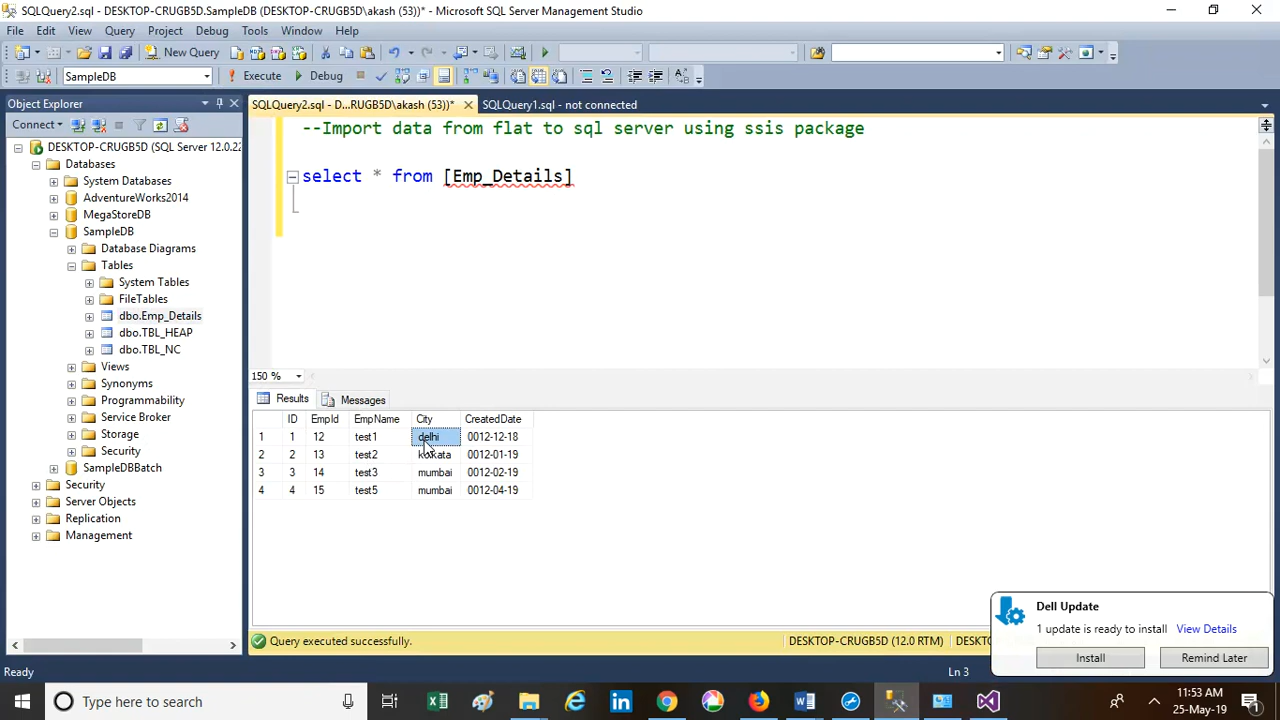 SQLQuery2.sql - DESKTOP-CRUGB5D.SampleDB (DESKTOP-CRUGB5D\akash (53))* - Microsoft SQL Server Management Studio
File Edit View Query Project Debug Tools Window Help
New Query
SampleDB Execute Debug
Object Explorer
SQLQuery2.sql - D...RUGB5D\akash (53))* SQLQuery1.sql - not connected
Connect
--Import data from flat to sql server using ssis package
select * from [Emp_Details]
DESKTOP-CRUGB5D (SQL Server 12.0.22
Databases
System Databases
AdventureWorks2014
MegaStoreDB
SampleDB
Database Diagrams
Tables
System Tables
FileTables
dbo.Emp_Details
dbo.TBL_HEAP
dbo.TBL_NC
Views
Synonyms
Programmability
Service Broker
Storage
Security
SampleDBBatch
Security
Server Objects
Replication
Management
150 %
Results Messages
ID EmpId EmpName City CreatedDate
1 1 12 test1 delhi 0012-12-18
2 2 13 test2 kolkata 0012-01-19
3 3 14 test3 mumbai 0012-02-19
4 4 15 test5 mumbai 0012-04-19
Query executed successfully. DESKTOP-CRUGB5D (12.0 RTM)
Ready Ln 3
Dell Update
1 update is ready to install View Details
Install Remind Later
Type here to search
11:53 AM
25-May-19
1